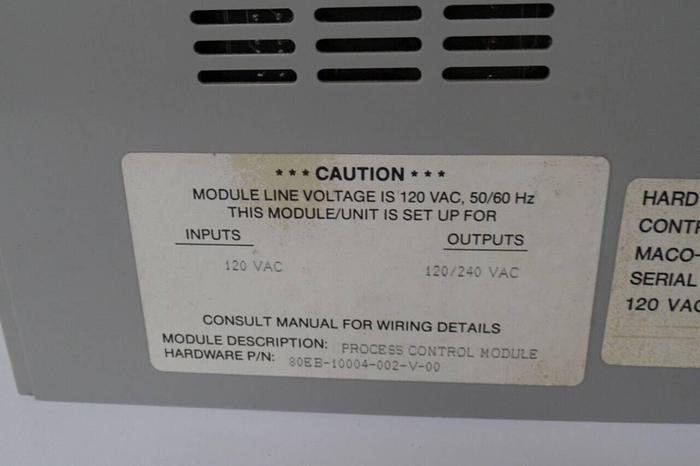 *** CAUTION ***
MODULE LINE VOLTAGE IS 120 VAC, 50/60 Hz
THIS MODULE/UNIT IS SET UP FOR
INPUTS OUTPUTS
120 VAC 120/240 VAC
CONSULT MANUAL FOR WIRING DETAILS
MODULE DESCRIPTION: PROCESS CONTROL MODULE
HARDWARE P/N: 80EB-10004-002-V-00
HARD
CONT
MACO-
SERIAL
120 VAC